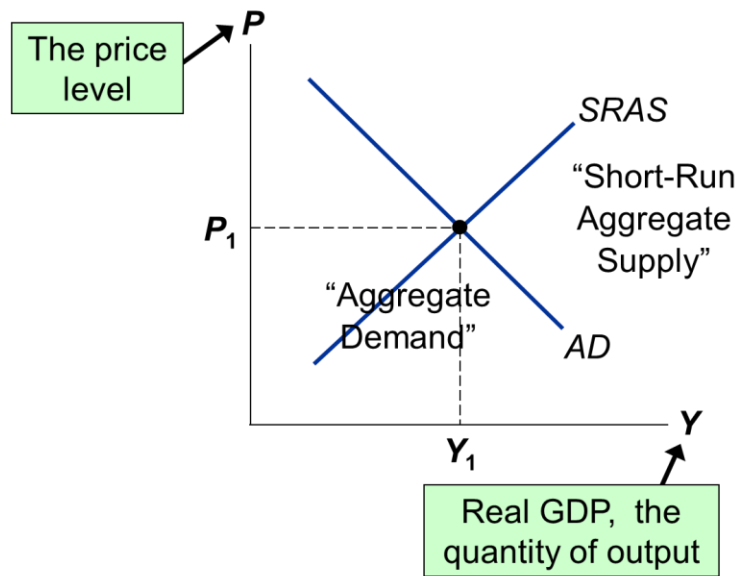 The price
level
P
SRAS
“Short-Run
Aggregate
Supply”
P1
“Aggregate
Demand”
AD
Y
Y1
Real GDP, the
quantity of output